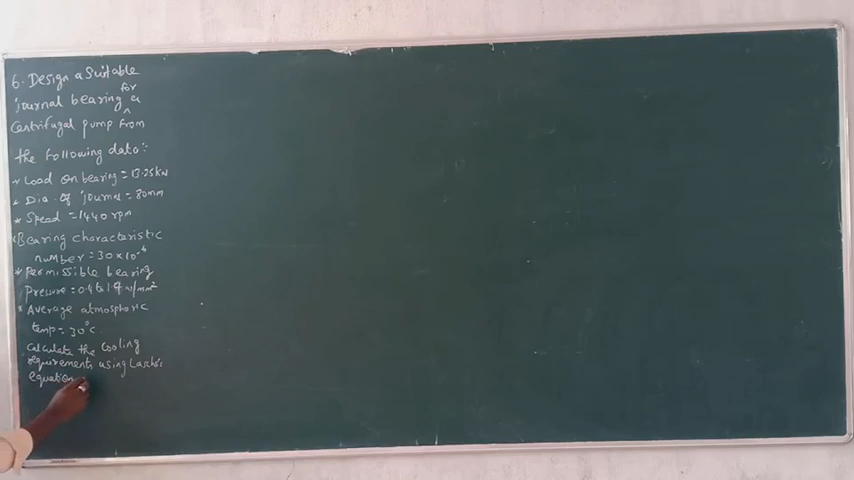 6. Design a Suitable
for
journal bearing a
Centrifugal pump from
the following data:
* Load on bearing = 13.25kN
* Dia. of journal = 80mm
* Speed = 1440 rpm
* Bearing characteristic
number = 30×10⁻⁶
* Permissible bearing
Pressure = N/mm²
* Average atmospheric
temp = 30°C.
Calculate the cooling
requirements using Lasche's
equation